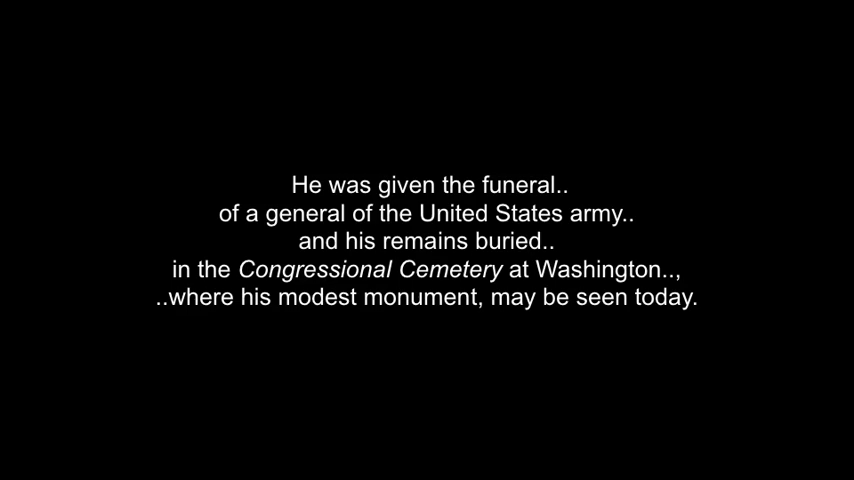 He was given the funeral..
of a general of the United States army..
and his remains buried..
in the Congressional Cemetery at Washington..,
..where his modest monument, may be seen today.